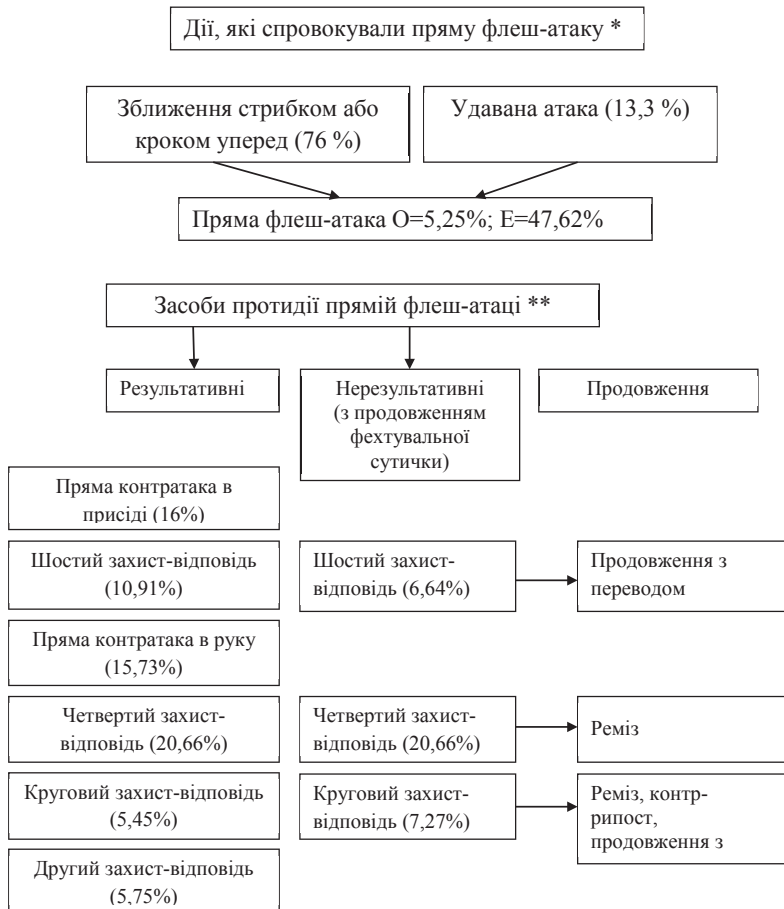 Дії, які спровокували пряму флеш-атаку *
Зближення стрибком або
кроком уперед (76 %)
Удавана атака (13,3 %)
Пряма флеш-атака О=5,25%; Е=47,62%
Засоби протидії прямій флеш-атаці **
Результативні
Нерезультативні
(з продовженням
фехтувальної
сутички)
Продовження
Пряма контратака в
присіді (16%)
Шостий захист-відповідь
(10,91%)
Шостий захист-
відповідь (6,64%)
Продовження з
переводом
Пряма контратака в руку
(15,73%)
Четвертий захист-
відповідь (20,66%)
Четвертий захист-
відповідь (20,66%)
Реміз
Круговий захист-відповідь
(5,45%)
Круговий захист-
відповідь (7,27%)
Реміз, контр-
рипост,
продовження з
Другий захист-відповідь
(5,75%)